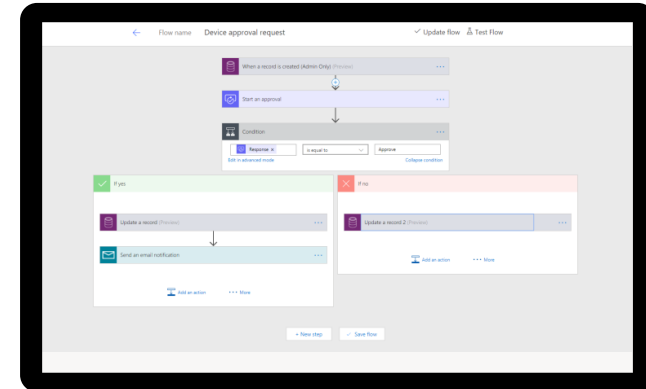 Flow name Device approval request Update flow Test Flow
When a record is created (Admin Only) (Preview)
Start an approval
Condition
Response × is equal to Approve
Edit in advanced mode Collapse condition
If yes
If no
Update a record (Preview)
Send an email notification
Add an action More
Update a record 2 (Preview)
Add an action More
+ New step Save flow